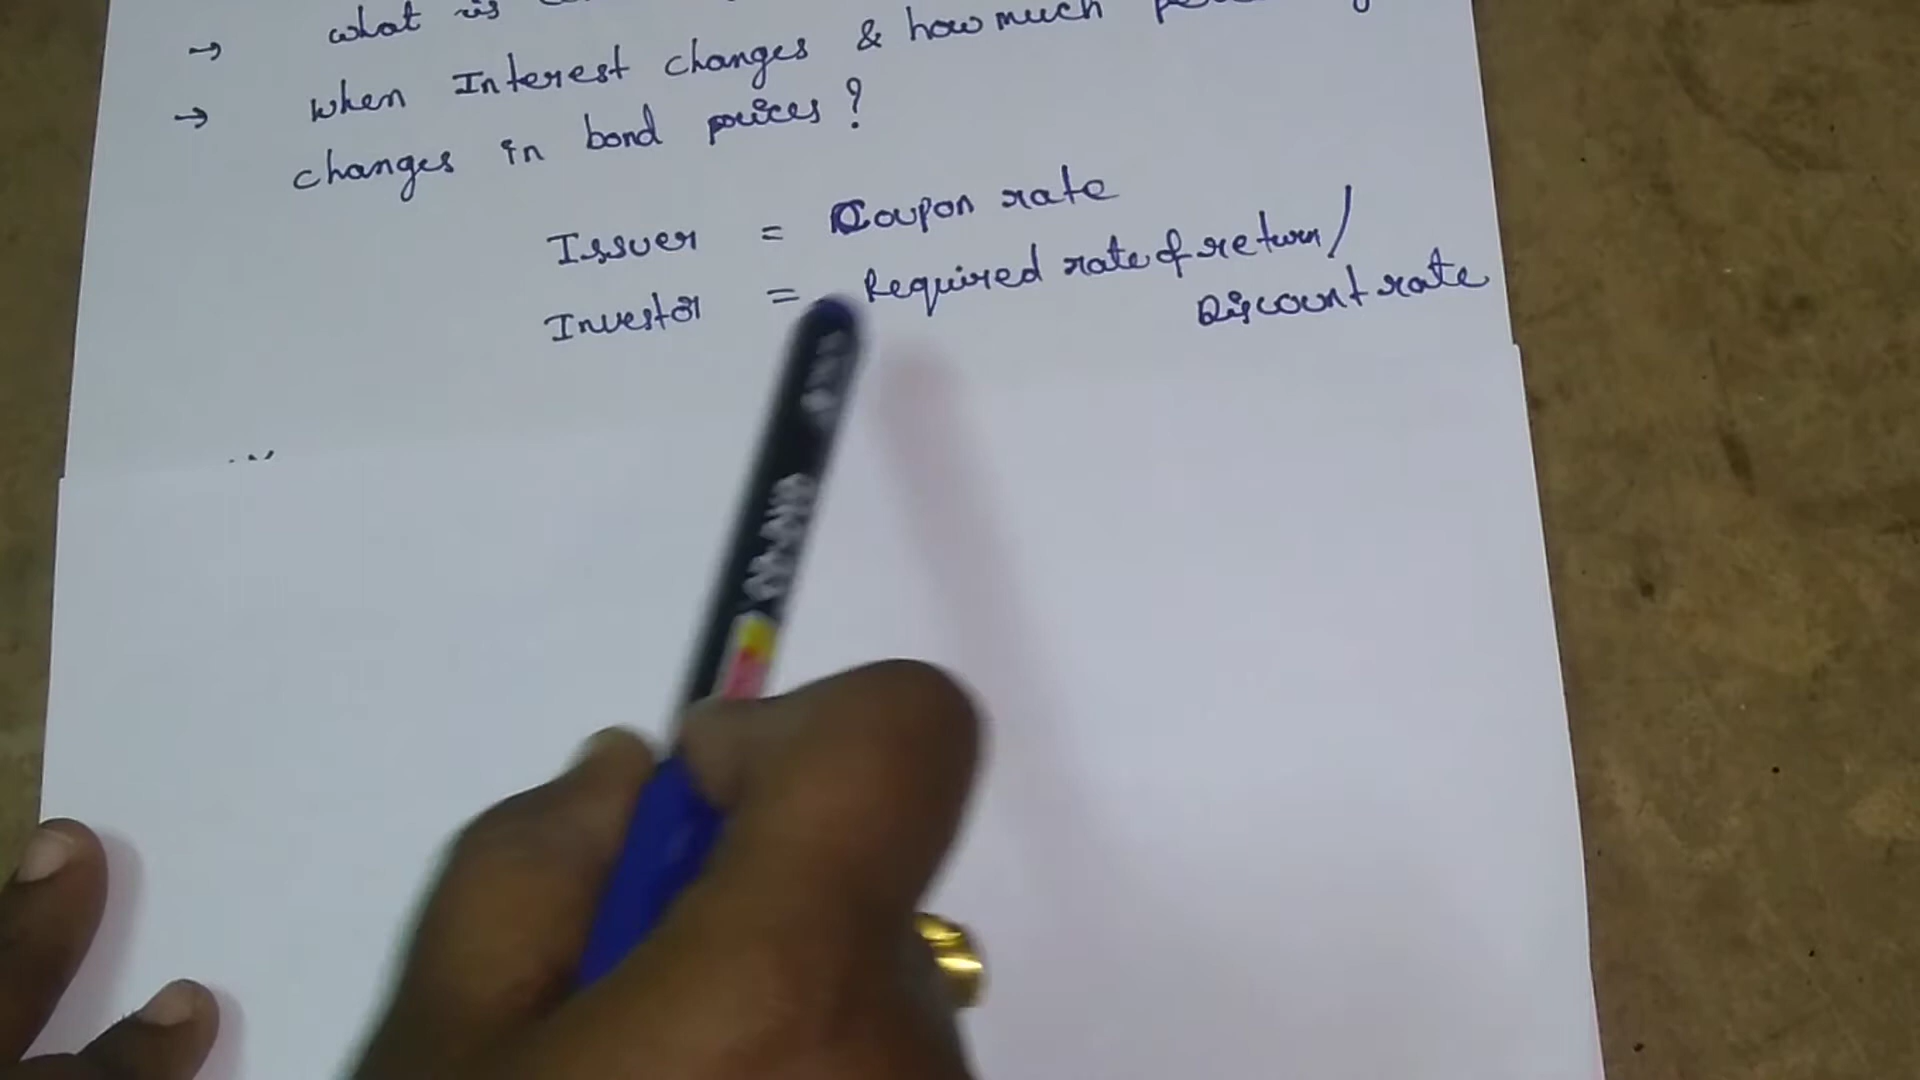 → what is
→ when Interest changes & how much
changes in bond prices?
Issuer = Coupon rate
Investor = Required rate of return/
Discount rate